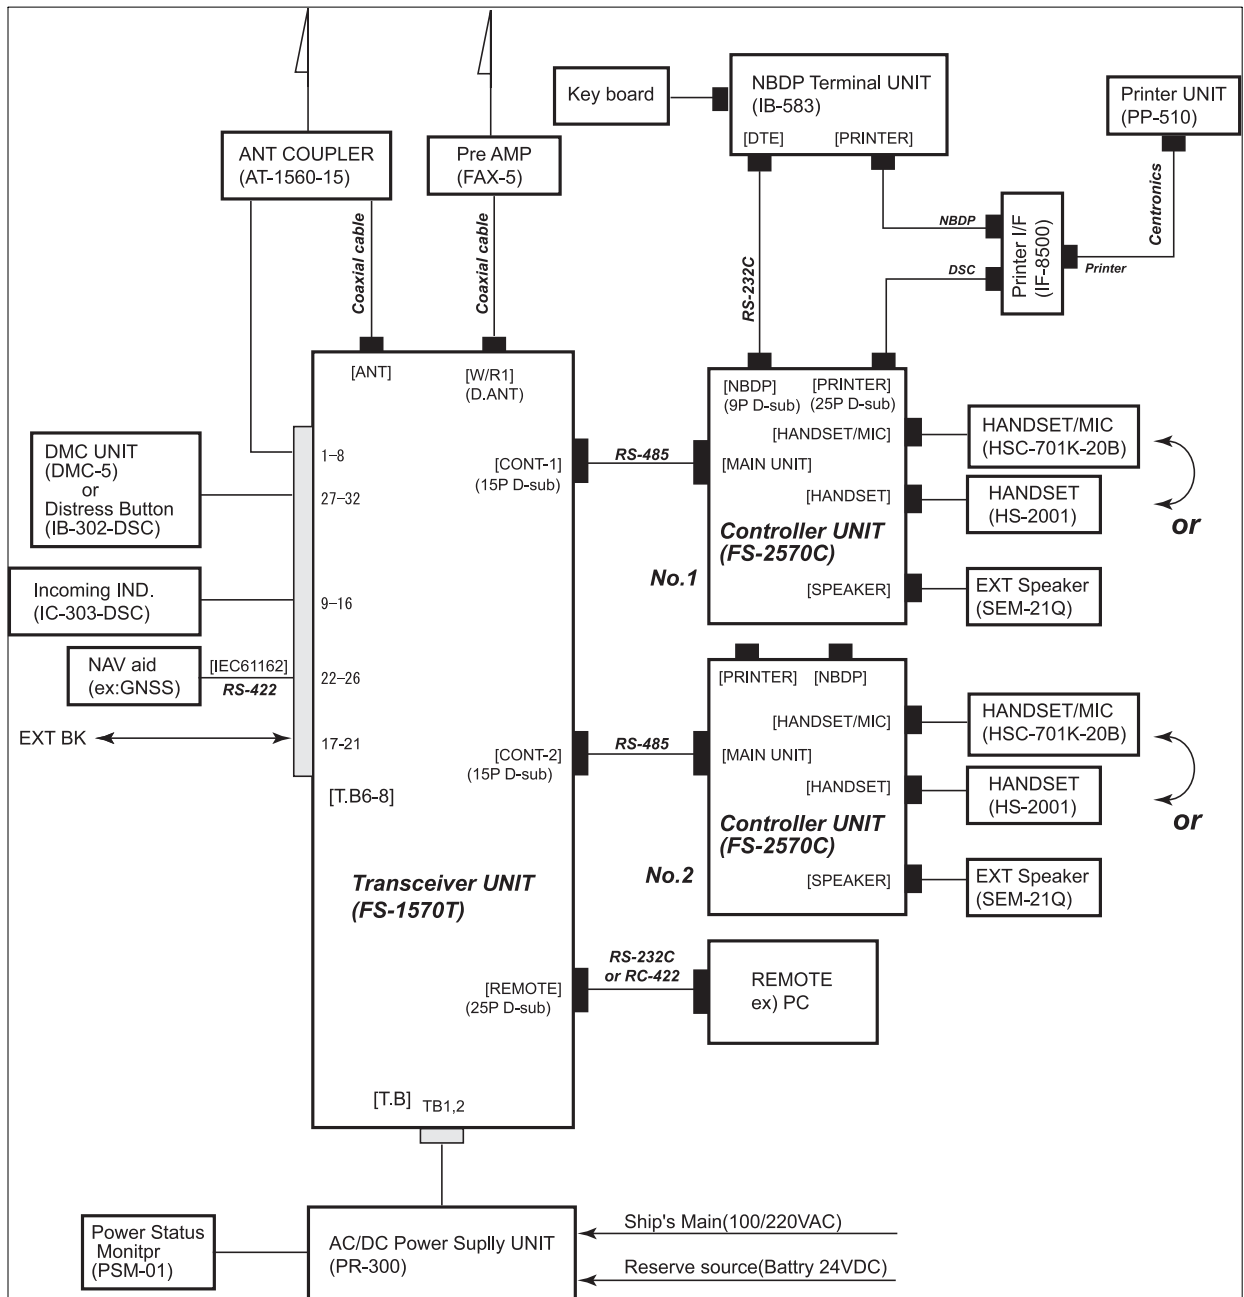 Key board
NBDP Terminal UNIT
(IB-583)
[DTE]
[PRINTER]
Printer UNIT
(PP-510)
ANT COUPLER
(AT-1560-15)
Pre AMP
(FAX-5)
Coaxial cable
Coaxial cable
RS-232C
NBDP
DSC
Printer I/F
(IF-8500)
Printer
Centronics
[ANT]
[W/R1]
(D.ANT)
[NBDP]
(9P D-sub)
[PRINTER]
(25P D-sub)
DMC UNIT
(DMC-5)
or
Distress Button
(IB-302-DSC)
1-8
27-32
[CONT-1]
(15P D-sub)
RS-485
[HANDSET/MIC]
[MAIN UNIT]
[HANDSET]
Controller UNIT
(FS-2570C)
No.1
[SPEAKER]
HANDSET/MIC
(HSC-701K-20B)
HANDSET
(HS-2001)
or
EXT Speaker
(SEM-21Q)
Incoming IND.
(IC-303-DSC)
9-16
NAV aid
(ex:GNSS)
[IEC61162]
RS-422
22-26
EXT BK
17-21
[T.B6-8]
[CONT-2]
(15P D-sub)
RS-485
[PRINTER]
[NBDP]
[HANDSET/MIC]
[MAIN UNIT]
[HANDSET]
Controller UNIT
(FS-2570C)
No.2
[SPEAKER]
HANDSET/MIC
(HSC-701K-20B)
HANDSET
(HS-2001)
or
EXT Speaker
(SEM-21Q)
Transceiver UNIT
(FS-1570T)
[REMOTE]
(25P D-sub)
RS-232C
or RC-422
REMOTE
ex) PC
[T.B]
TB1,2
Power Status
Monitpr
(PSM-01)
AC/DC Power Suplly UNIT
(PR-300)
Ship's Main(100/220VAC)
Reserve source(Battry 24VDC)